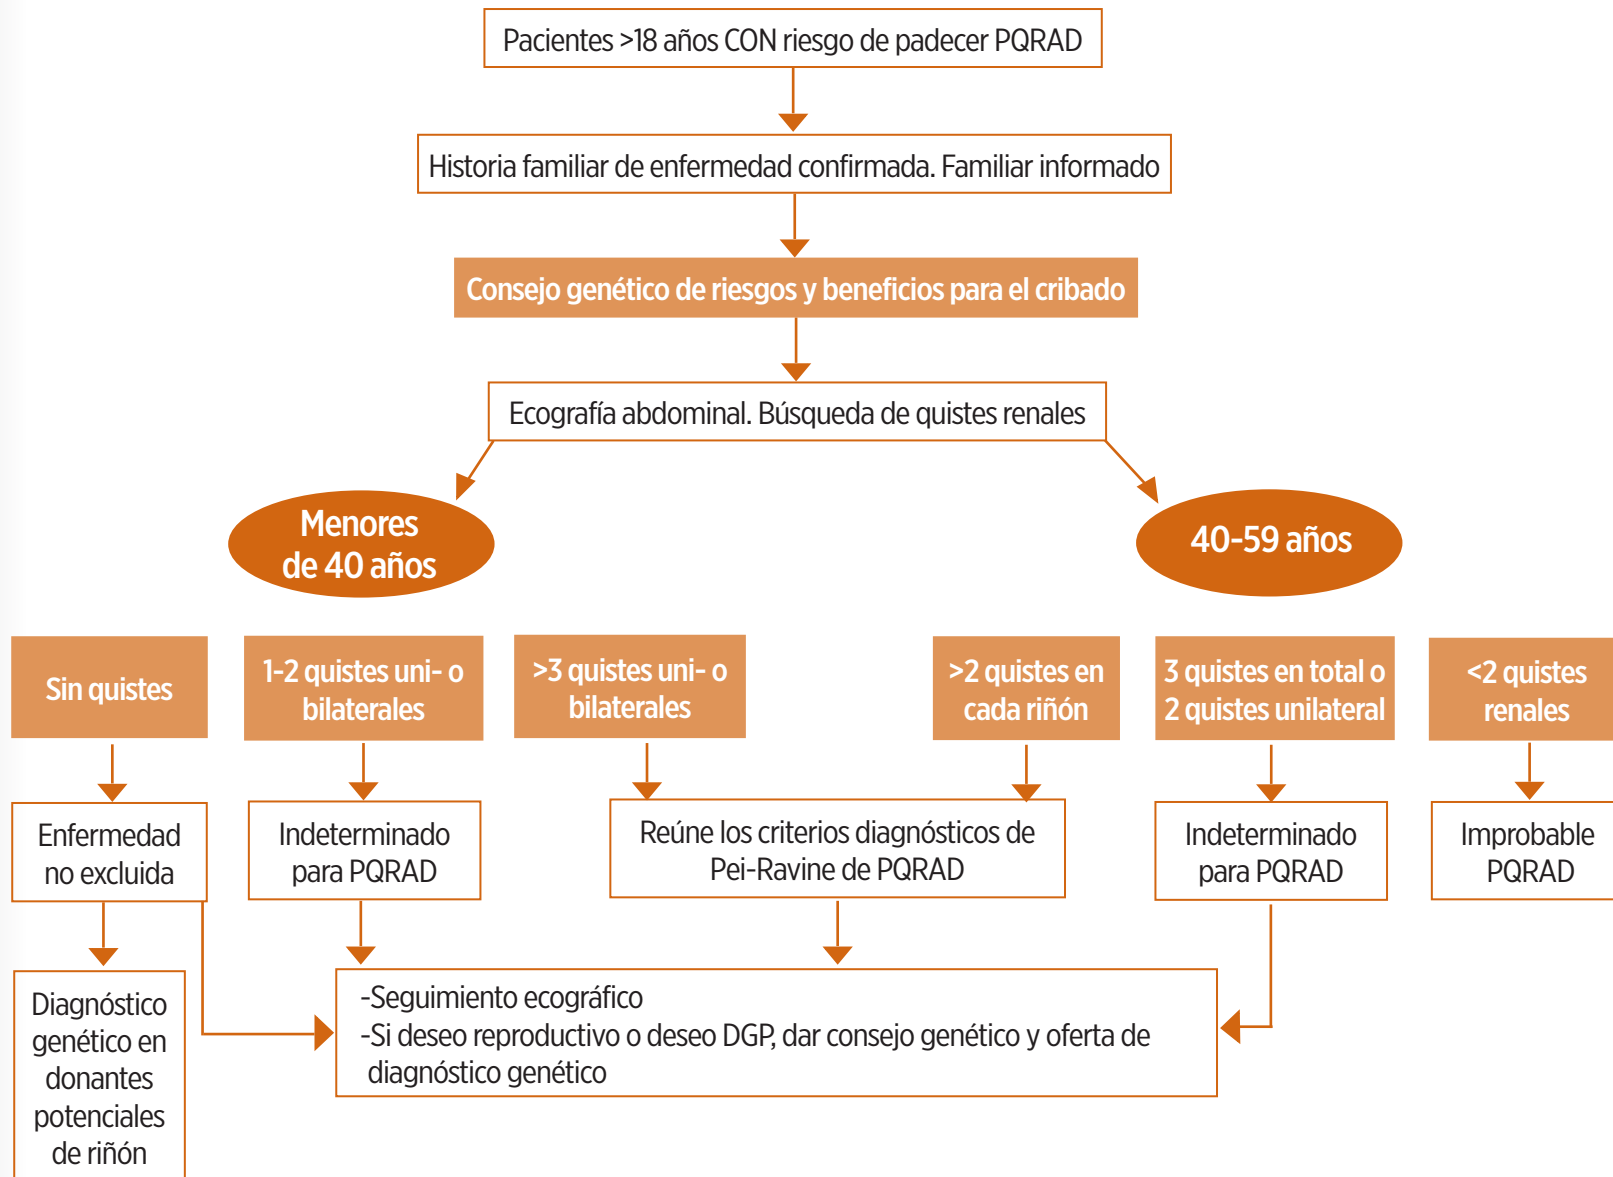 Pacientes >18 años CON riesgo de padecer PQRAD
Historia familiar de enfermedad confirmada. Familiar informado
Consejo genético de riesgos y beneficios para el cribado
Ecografía abdominal. Búsqueda de quistes renales
Menores
de 40 años
40-59 años
Sin quistes
1-2 quistes uni- o
bilaterales
>3 quistes uni- o
bilaterales
>2 quistes en
cada riñón
3 quistes en total o
2 quistes unilateral
<2 quistes
renales
Enfermedad
no excluida
Indeterminado
para PQRAD
Reúne los criterios diagnósticos de
Pei-Ravine de PQRAD
Indeterminado
para PQRAD
Improbable
PQRAD
Diagnóstico
genético en
donantes
potenciales
de riñón
-Seguimiento ecográfico
-Si deseo reproductivo o deseo DGP, dar consejo genético y oferta de
diagnóstico genético